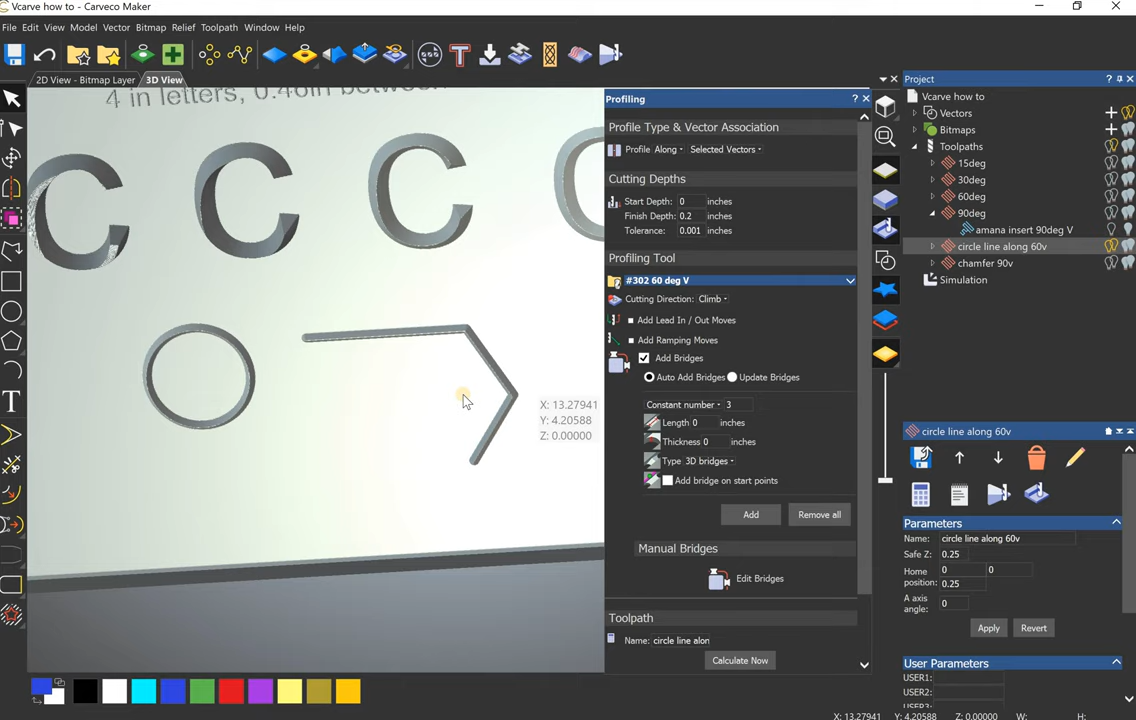 Vcarve how to - Carveco Maker
File Edit View Model Vector Bitmap Relief Toolpath Window Help
2D View - Bitmap Layer 3D View
4 in letters, 0.46in between
C C C
X: 13.27941
Y: 4.20588
Z: 0.00000
Profiling ?
Profile Type & Vector Association
Profile Along Selected Vectors
Cutting Depths
Start Depth: 0 inches
Finish Depth: 0.2 inches
Tolerance: 0.001 inches
Profiling Tool
#302 60 deg V
Cutting Direction: Climb
Add Lead In / Out Moves
Add Ramping Moves
Add Bridges
Auto Add Bridges Update Bridges
Constant number 3
Length 0 inches
Thickness 0 inches
Type 3D bridges
Add bridge on start points
Add Remove all
Manual Bridges
Edit Bridges
Toolpath
Name: circle line alon
Calculate Now
Project ?
Vcarve how to
Vectors
Bitmaps
Toolpaths
15deg
30deg
60deg
90deg
amana insert 90deg V
circle line along 60v
chamfer 90v
Simulation
circle line along 60v
Parameters
Name: circle line along 60v
Safe Z: 0.25
Home position: 0 0
0.25
A axis angle: 0
Apply Revert
User Parameters
USER1:
USER2:
USER3:
X: 13.27941 Y: 4.20588 Z: 0.00000 W: H: